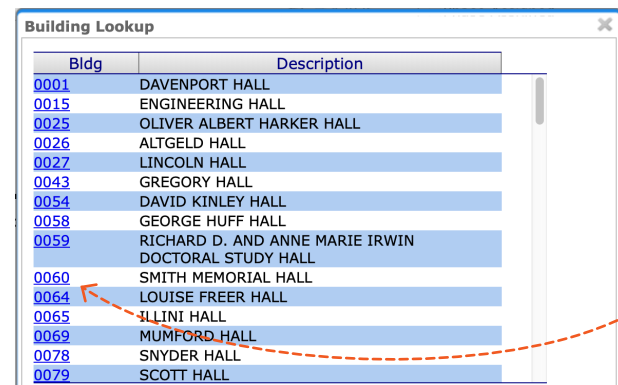 Building Lookup
Bldg Description
0001 DAVENPORT HALL
0015 ENGINEERING HALL
0025 OLIVER ALBERT HARKER HALL
0026 ALTGELD HALL
0027 LINCOLN HALL
0043 GREGORY HALL
0054 DAVID KINLEY HALL
0058 GEORGE HUFF HALL
0059 RICHARD D. AND ANNE MARIE IRWIN
DOCTORAL STUDY HALL
0060 SMITH MEMORIAL HALL
0064 LOUISE FREER HALL
0065 ILLINI HALL
0069 MUMFORD HALL
0078 SNYDER HALL
0079 SCOTT HALL